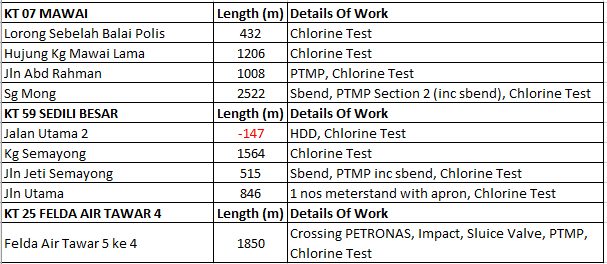 KT 07 MAWAI Length (m) Details Of Work
Lorong Sebelah Balai Polis 432 Chlorine Test
Hujung Kg Mawai Lama 1206 Chlorine Test
Jln Abd Rahman 1008 PTMP, Chlorine Test
Sg Mong 2522 Sbend, PTMP Section 2 (inc sbend), Chlorine Test
KT 59 SEDILI BESAR Length (m) Details Of Work
Jalan Utama 2 -147 HDD, Chlorine Test
Kg Semayong 1564 Chlorine Test
Jln Jeti Semayong 515 Sbend, PTMP inc sbend, Chlorine Test
Jln Utama 846 1 nos meterstand with apron, Chlorine Test
KT 25 FELDA AIR TAWAR 4 Length (m) Details Of Work
Felda Air Tawar 5 ke 4 1850 Crossing PETRONAS, Impact, Sluice Valve, PTMP,
Chlorine Test